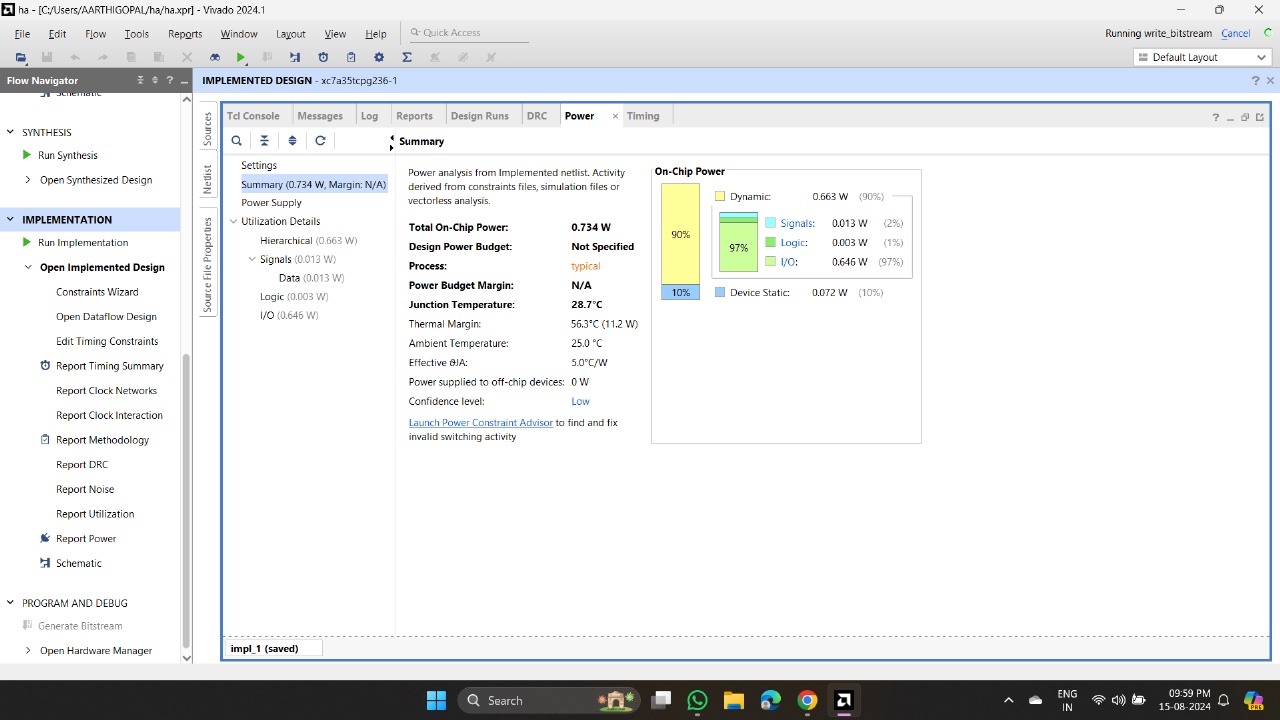 ha - [C:/Users/AARTHIGOPAL/ha/ha.xpr] - Vivado 2024.1
File Edit Flow Tools Reports Window Layout View Help Quick Access
Running write_bitstream Cancel
Default Layout
Flow Navigator
IMPLEMENTED DESIGN - xc7a35tcpg236-1
Schematic
SYNTHESIS
Run Synthesis
Open Synthesized Design
IMPLEMENTATION
Run Implementation
Open Implemented Design
Constraints Wizard
Open Dataflow Design
Edit Timing Constraints
Report Timing Summary
Report Clock Networks
Report Clock Interaction
Report Methodology
Report DRC
Report Noise
Report Utilization
Report Power
Schematic
PROGRAM AND DEBUG
Generate Bitstream
Open Hardware Manager
Sources
Netlist
Source File Properties
Tcl Console Messages Log Reports Design Runs DRC Power Timing
Summary
Settings
Summary (0.734 W, Margin: N/A)
Power Supply
Utilization Details
Hierarchical (0.663 W)
Signals (0.013 W)
Data (0.013 W)
Logic (0.003 W)
I/O (0.646 W)
Power analysis from Implemented netlist. Activity
derived from constraints files, simulation files or
vectorless analysis.
Total On-Chip Power: 0.734 W
Design Power Budget: Not Specified
Process: typical
Power Budget Margin: N/A
Junction Temperature: 28.7°C
Thermal Margin: 56.3°C (11.2 W)
Ambient Temperature: 25.0 °C
Effective ϑJA: 5.0°C/W
Power supplied to off-chip devices: 0 W
Confidence level: Low
Launch Power Constraint Advisor to find and fix
invalid switching activity
On-Chip Power
Dynamic: 0.663 W (90%)
Signals: 0.013 W (2%)
90%
Logic: 0.003 W (1%)
97%
I/O: 0.646 W (97%)
10%
Device Static: 0.072 W (10%)
impl_1 (saved)
Search
ENG
IN
09:59 PM
15-08-2024
PRE